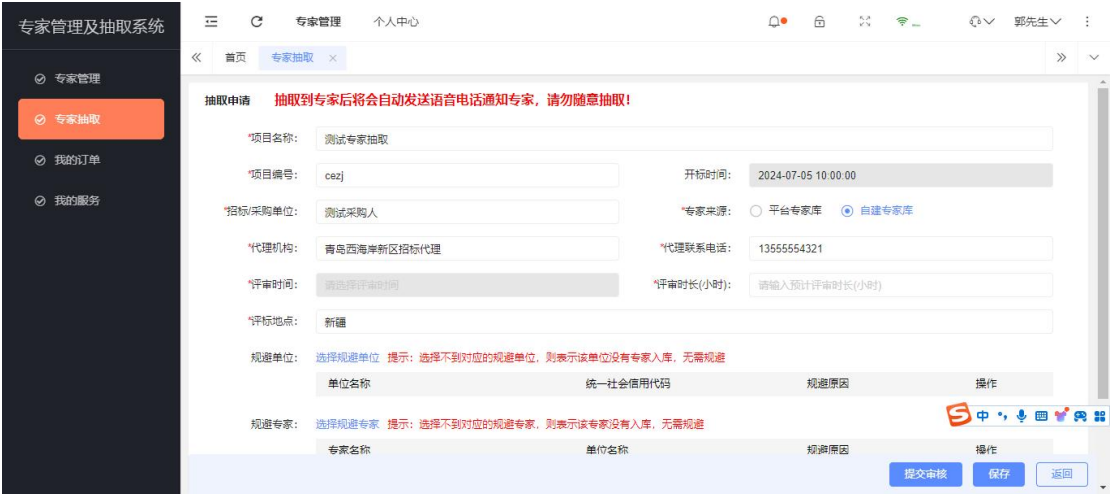 专家管理及抽取系统
专家管理 个人中心
郭先生
首页 专家抽取 ×
专家管理
专家抽取
我的订单
我的服务
抽取申请 抽取到专家后将会自动发送语音电话通知专家，请勿随意抽取！
*项目名称： 测试专家抽取
*项目编号： cezj 开标时间： 2024-07-05 10:00:00
*招标/采购单位： 测试采购人 *专家来源： 平台专家库 自建专家库
*代理机构： 青岛西海岸新区招标代理 *代理联系电话： 13555554321
*评审时间： 请选择评审时间 *评审时长(小时)： 请输入预计评审时长(小时)
*评标地点： 新疆
规避单位： 选择规避单位 提示：选择不到对应的规避单位，则表示该单位没有专家入库，无需规避
单位名称 统一社会信用代码 规避原因 操作
中
规避专家： 选择规避专家 提示：选择不到对应的规避专家，则表示该专家没有入库，无需规避
专家名称 单位名称 规避原因 操作
提交审核 保存 返回